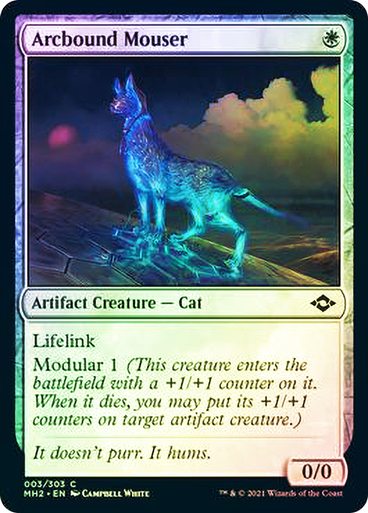 Arcbound Mouser
Artifact Creature — Cat
Lifelink
Modular 1 (This creature enters the
battlefield with a +1/+1 counter on it.
When it dies, you may put its +1/+1
counters on target artifact creature.)
It doesn't purr. It hums.
0/0
003/303 C
MH2 • EN Campbell White
™ & © 2021 Wizards of the Coast